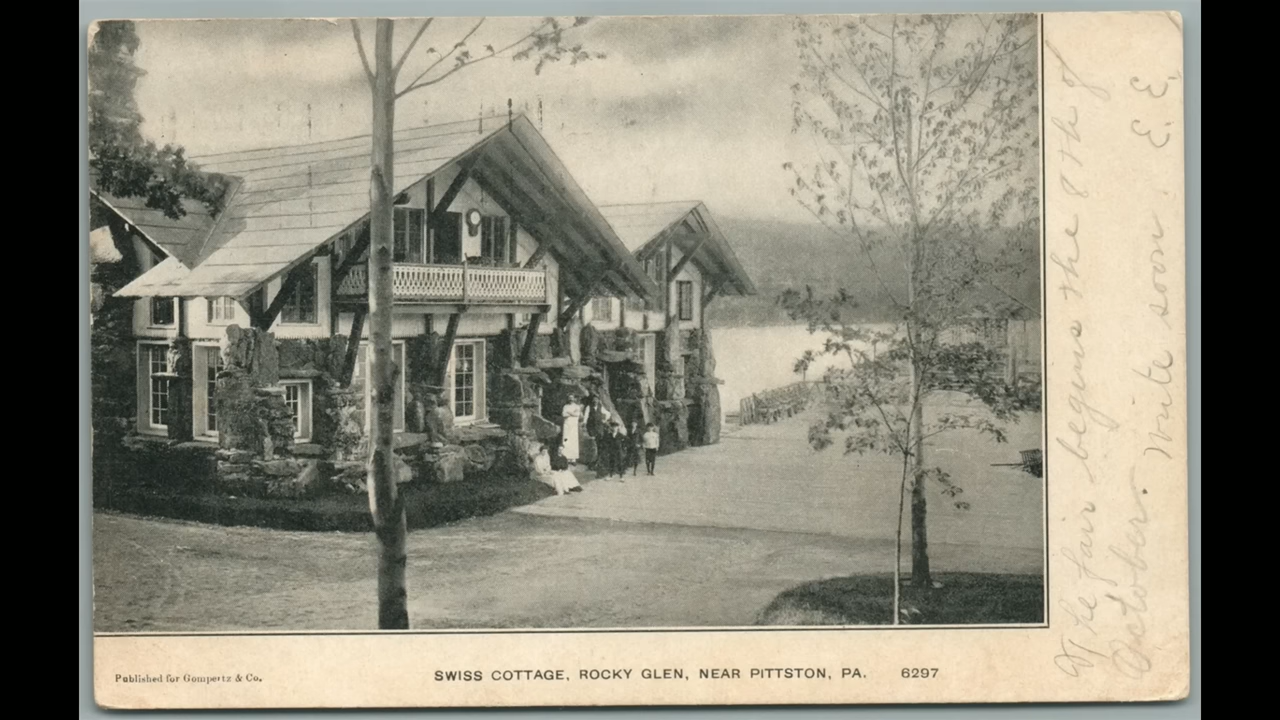 Published for Gompertz & Co.
SWISS COTTAGE, ROCKY GLEN, NEAR PITTSTON, PA. 6297
The fair begins the 8th of
October. Write soon. E. E.